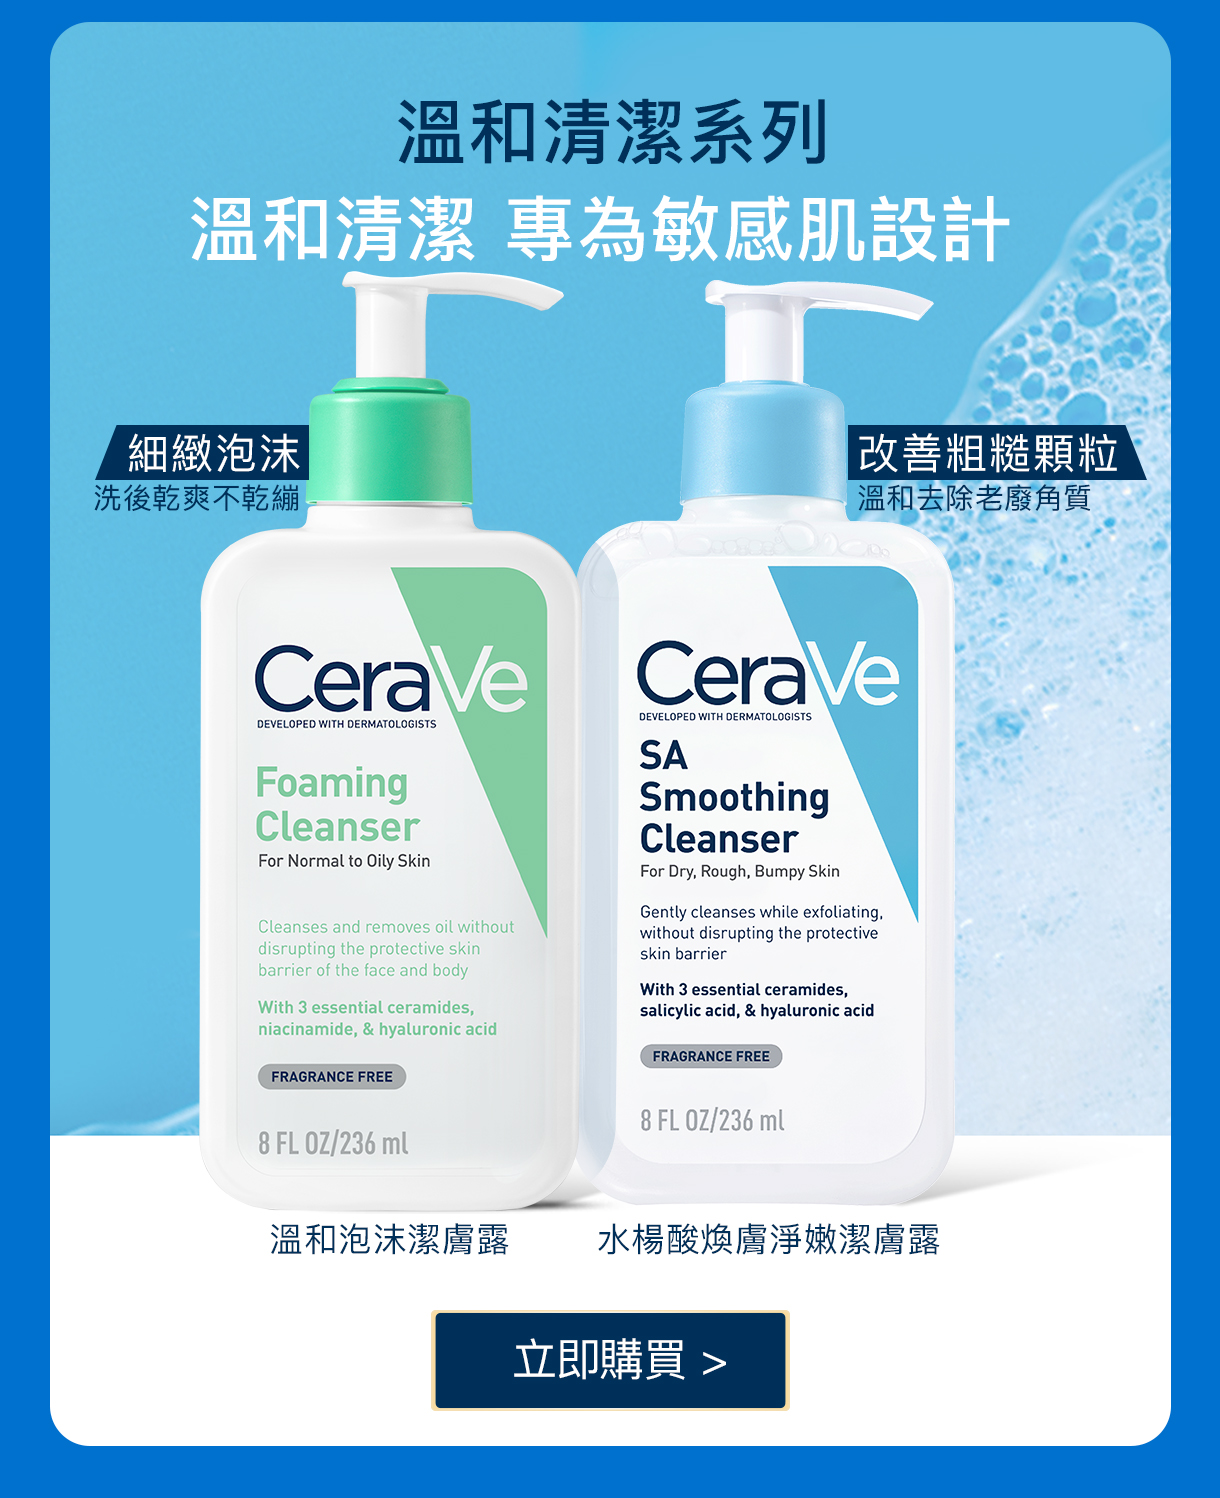 溫和清潔系列
溫和清潔 專為敏感肌設計
細緻泡沫
洗後乾爽不乾繃
改善粗糙顆粒
溫和去除老廢角質
CeraVe
DEVELOPED WITH DERMATOLOGISTS
Foaming
Cleanser
For Normal to Oily Skin
Cleanses and removes oil without
disrupting the protective skin
barrier of the face and body
With 3 essential ceramides,
niacinamide, & hyaluronic acid
FRAGRANCE FREE
8 FL OZ/236 ml
CeraVe
DEVELOPED WITH DERMATOLOGISTS
SA
Smoothing
Cleanser
For Dry, Rough, Bumpy Skin
Gently cleanses while exfoliating,
without disrupting the protective
skin barrier
With 3 essential ceramides,
salicylic acid, & hyaluronic acid
FRAGRANCE FREE
8 FL OZ/236 ml
溫和泡沫潔膚露
水楊酸煥膚淨嫩潔膚露
立即購買 >